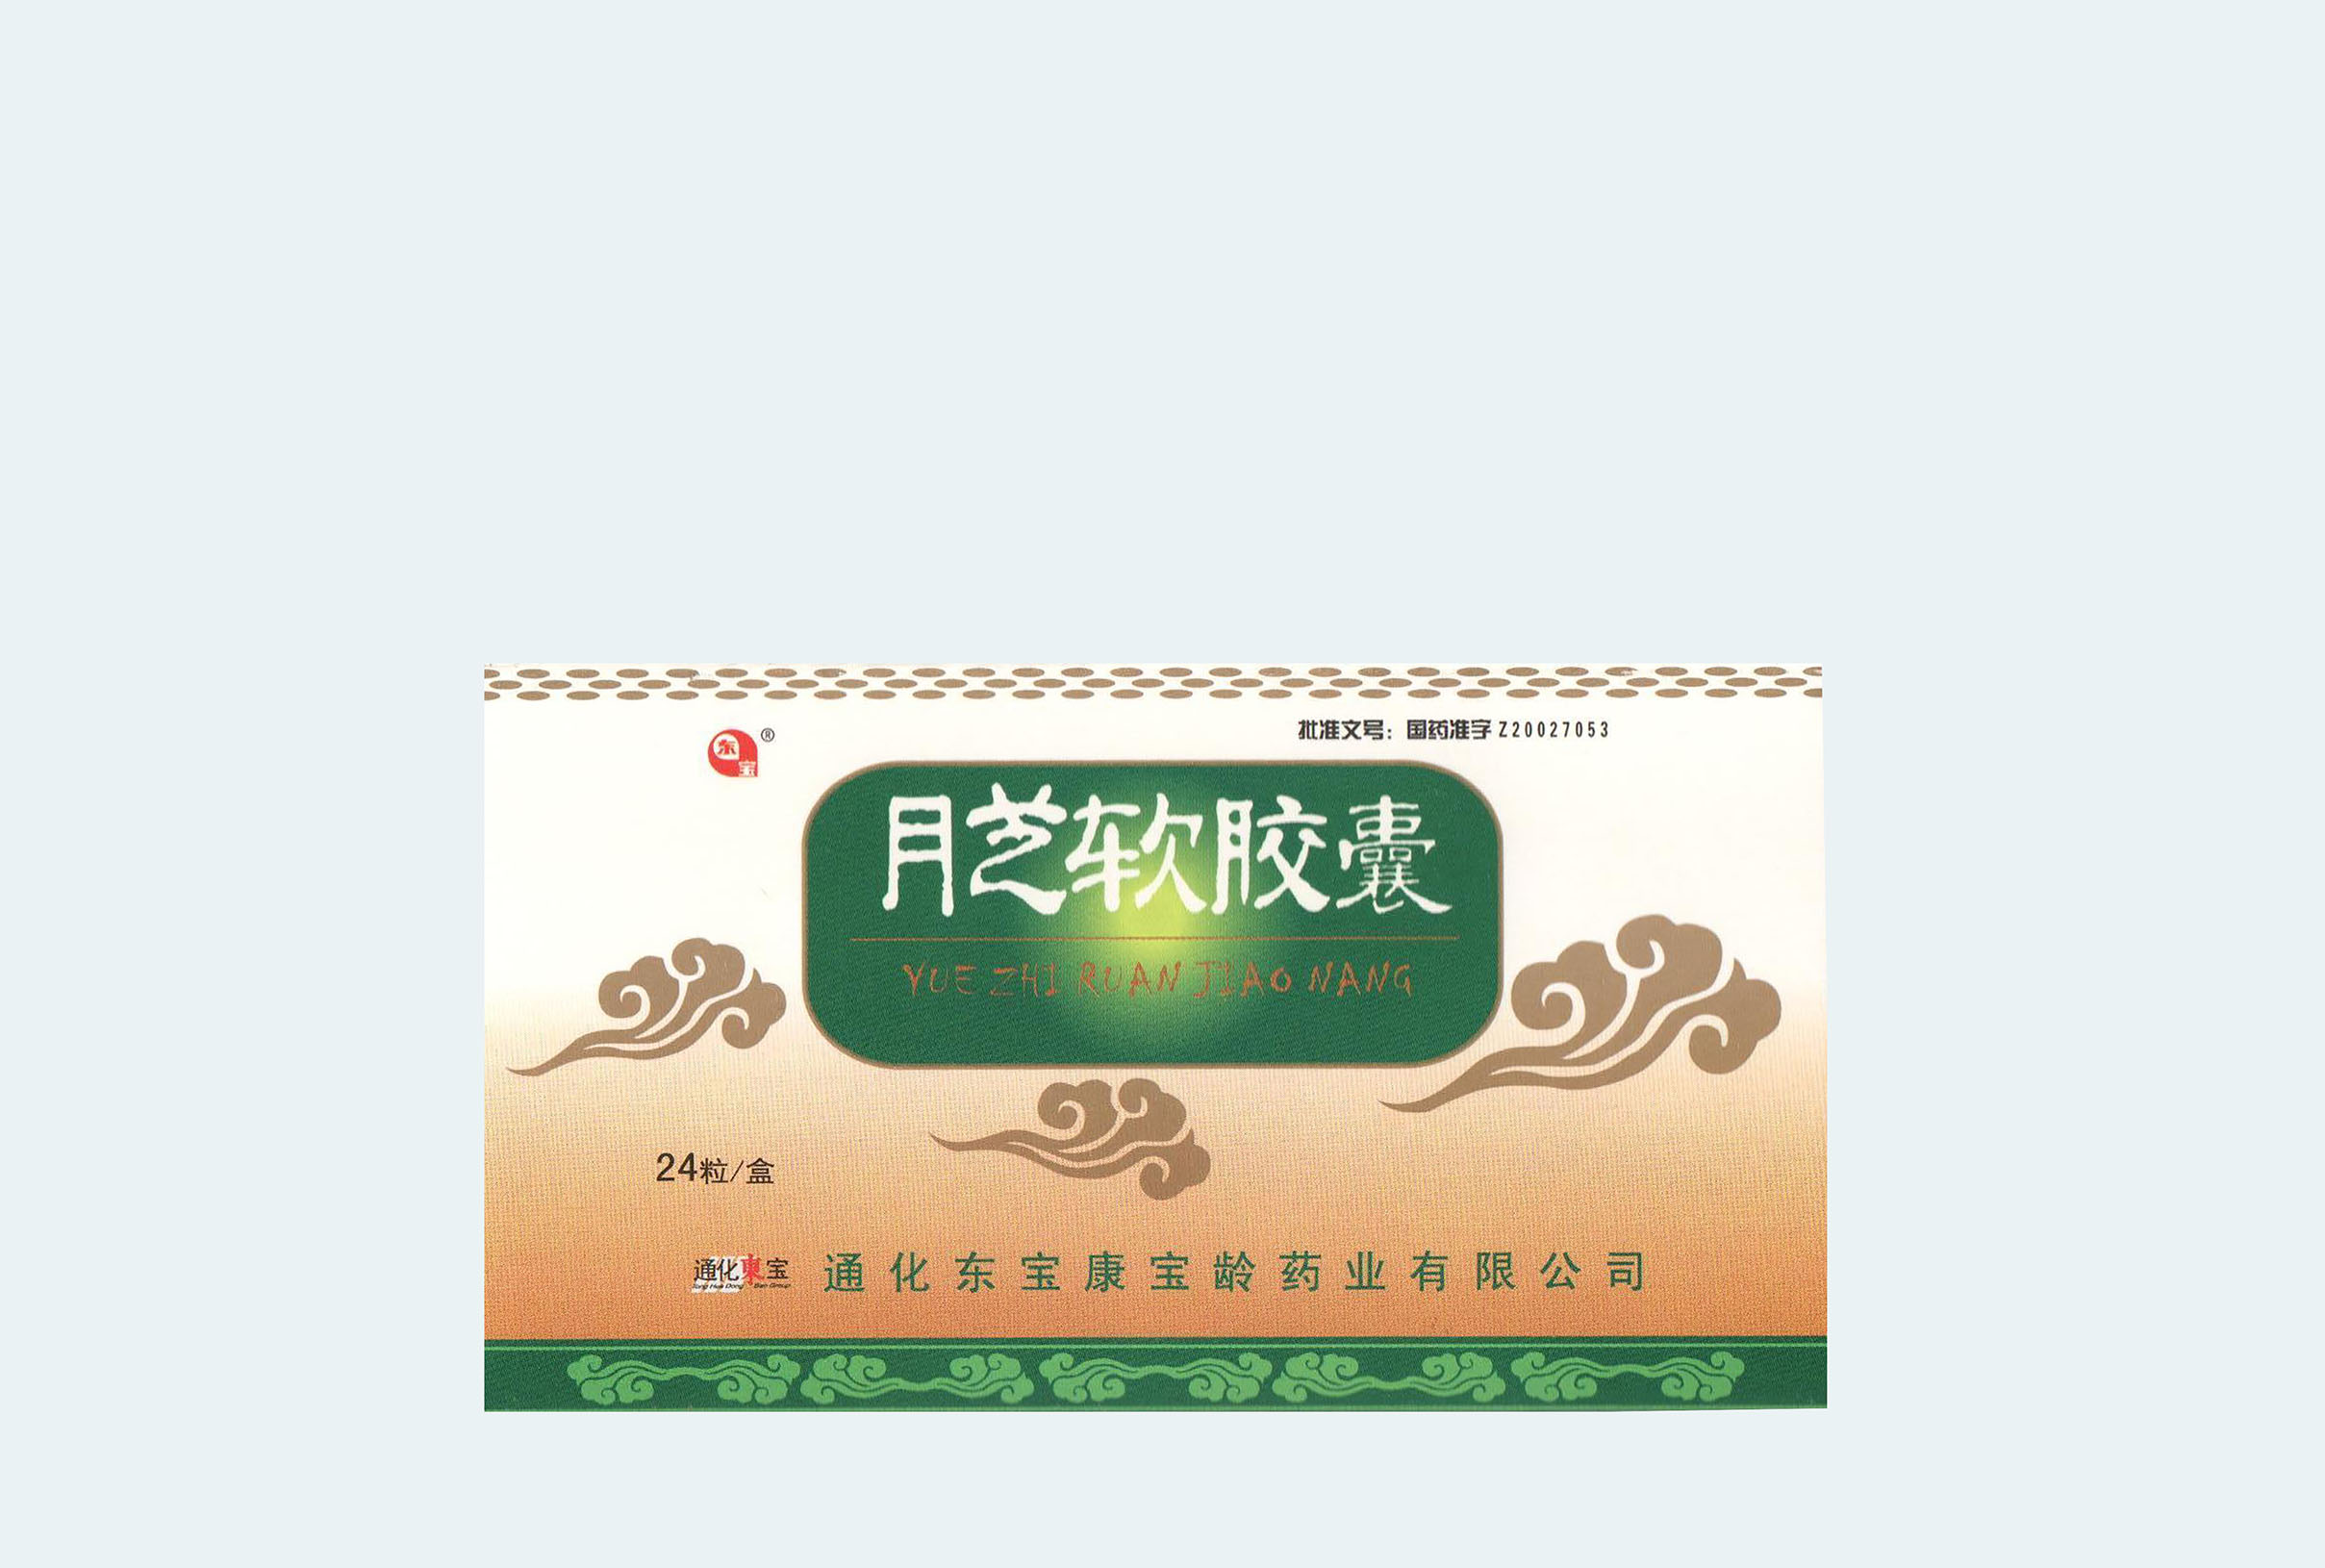 东宝®
批准文号：国药准字Z20027053
月芝软胶囊
YUE ZHI RUAN JIAO NANG
24粒/盒
通化東宝 通化东宝康宝龄药业有限公司